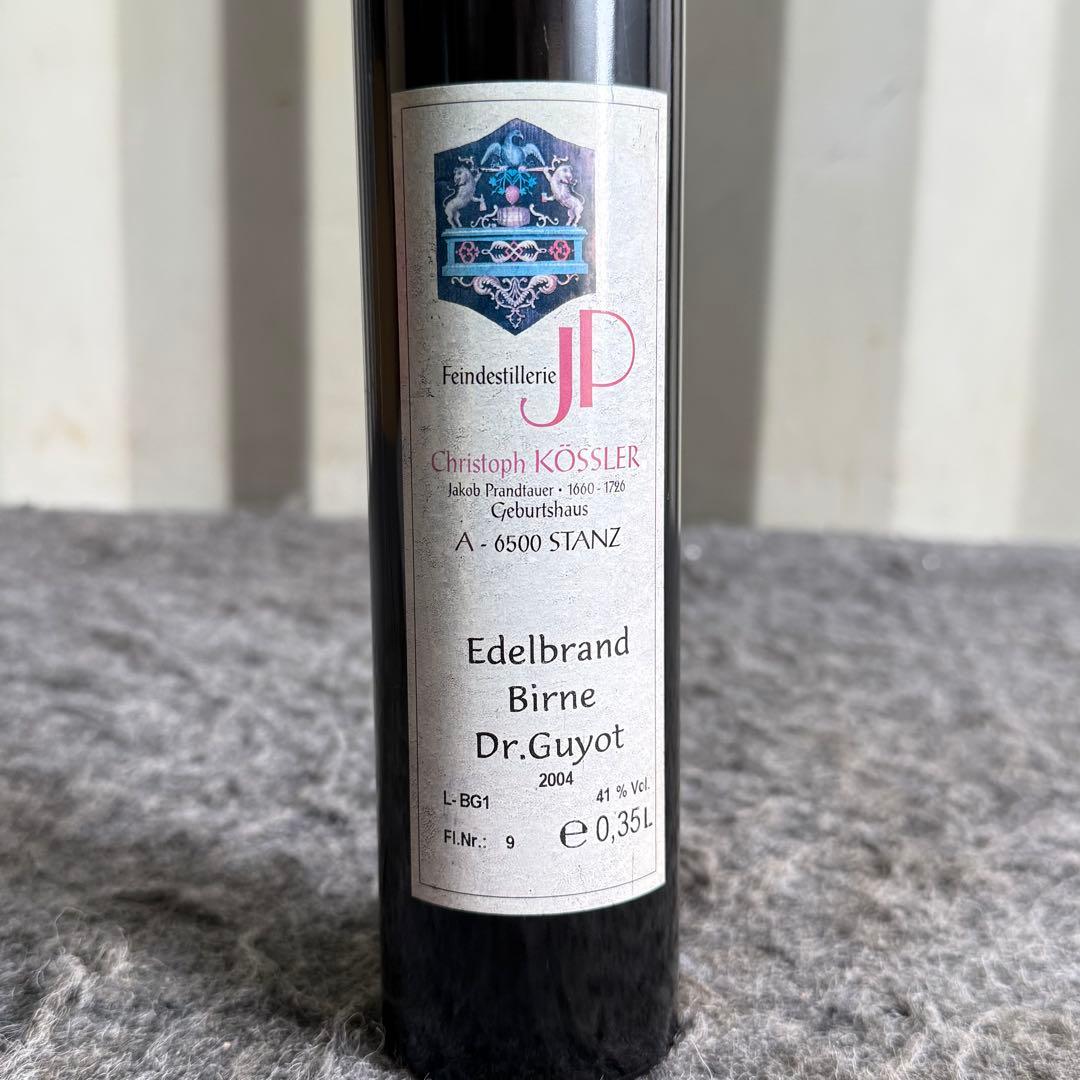 JP
Feindestillerie
Christoph KÖSSLER
Jakob Prandtauer • 1660 - 1726
Geburtshaus
A - 6500 STANZ
Edelbrand
Birne
Dr.Guyot
2004
L- BG1 41 % Vol.
Fl.Nr.: 9 ℮ 0,35L